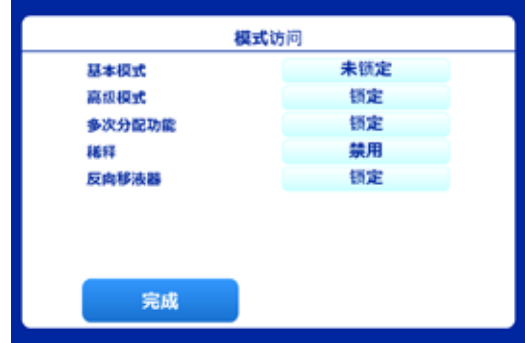 模式访问
基本模式 未锁定
高级模式 锁定
多次分配功能 锁定
稀释 禁用
反向移液器 锁定
完成